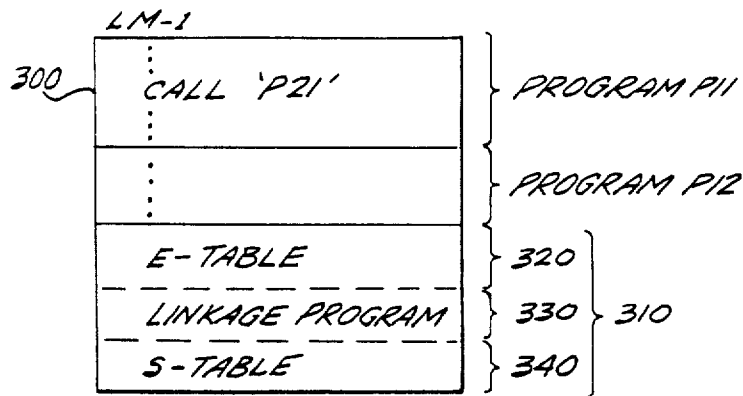 LM-1
300
CALL 'P21'
PROGRAM P11
PROGRAM P12
E-TABLE
320
LINKAGE PROGRAM
330
310
S-TABLE
340